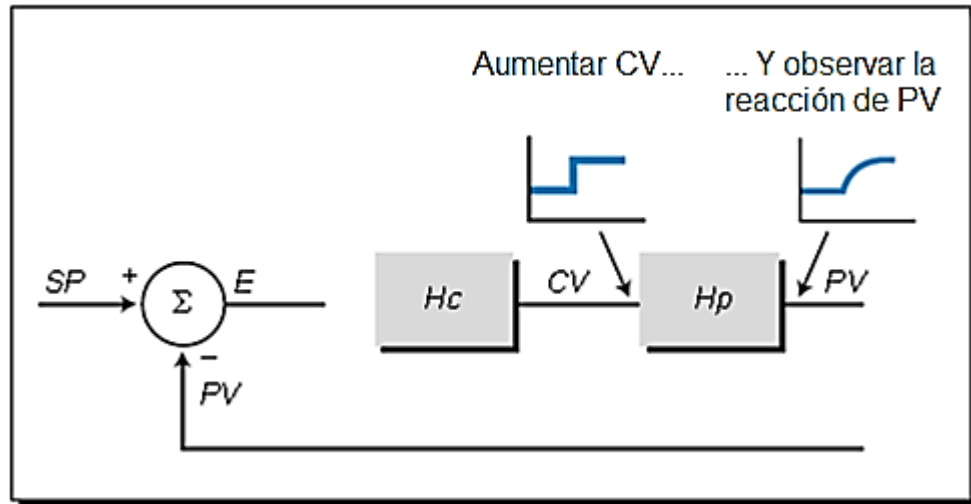 Aumentar CV...
... Y observar la
reacción de PV
SP
+
Σ
E
Hc
CV
Hp
PV
−
PV